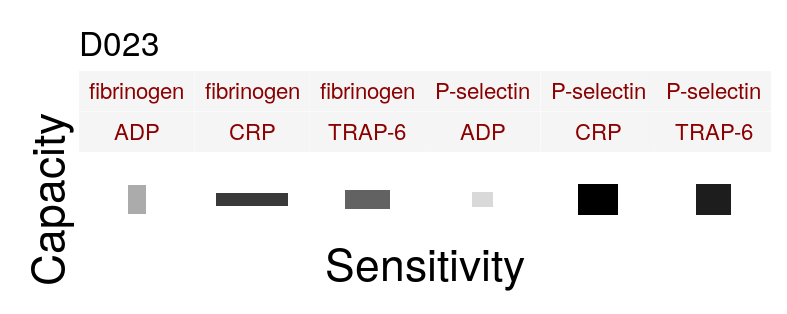 D023
fibrinogen fibrinogen fibrinogen P-selectin P-selectin P-selectin
ADP CRP TRAP-6 ADP CRP TRAP-6
Capacity
Sensitivity